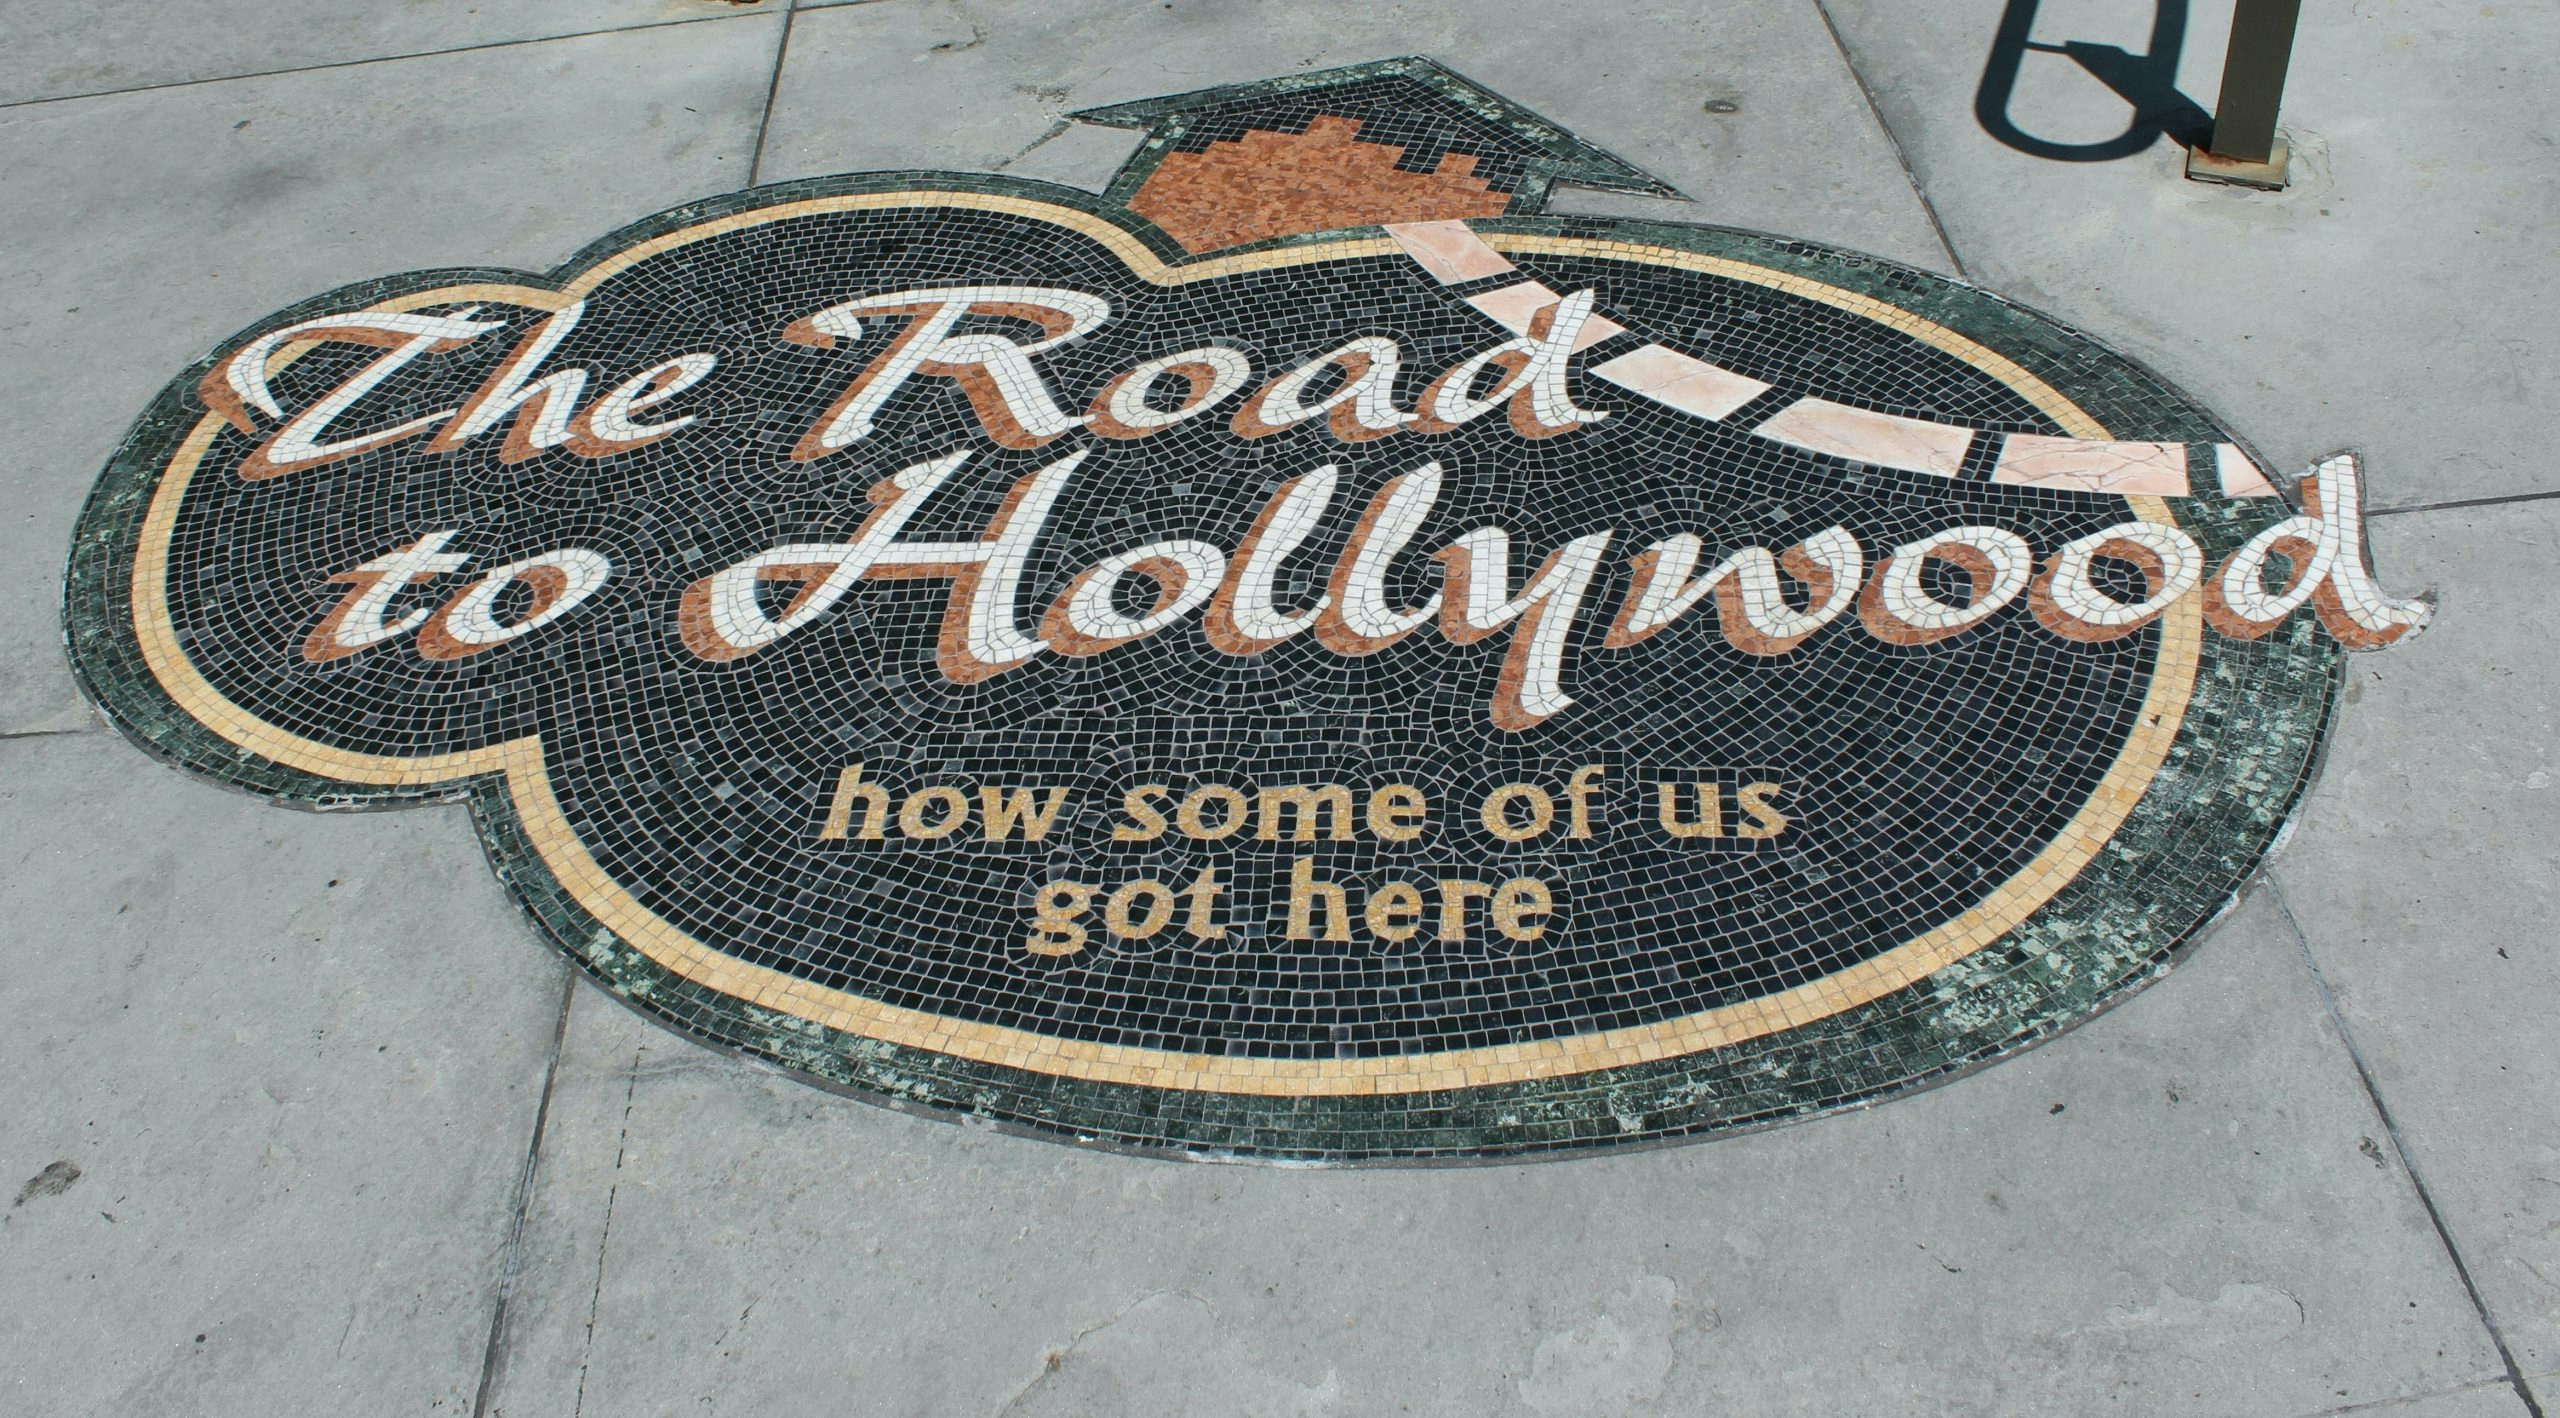 The Road
to Hollywood
how some of us
got here